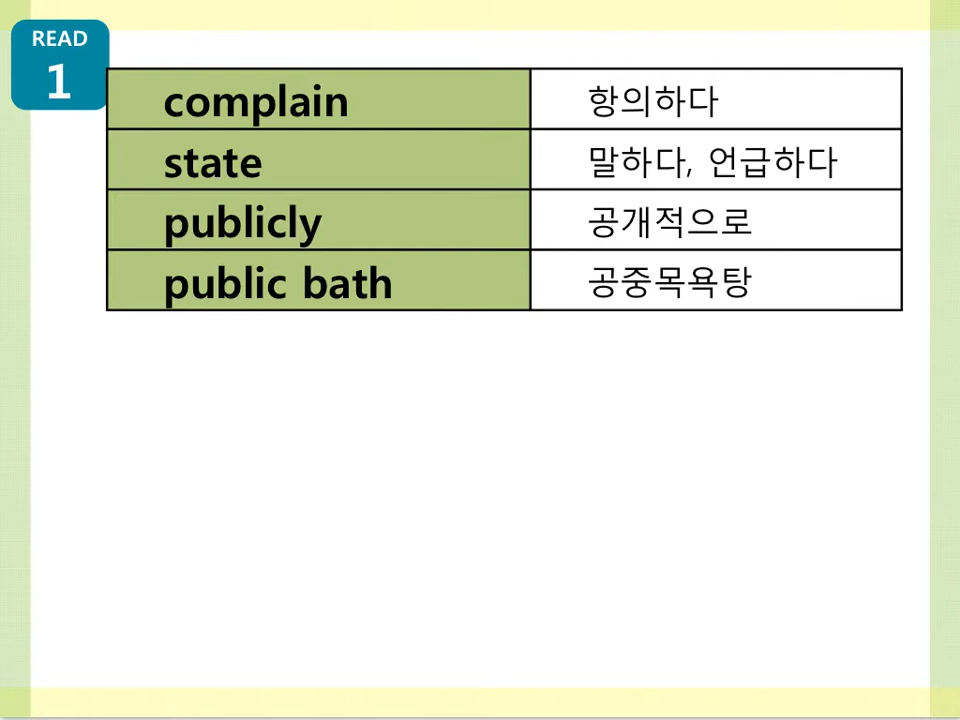 READ
1
complain 항의하다
state 말하다, 언급하다
publicly 공개적으로
public bath 공중목욕탕